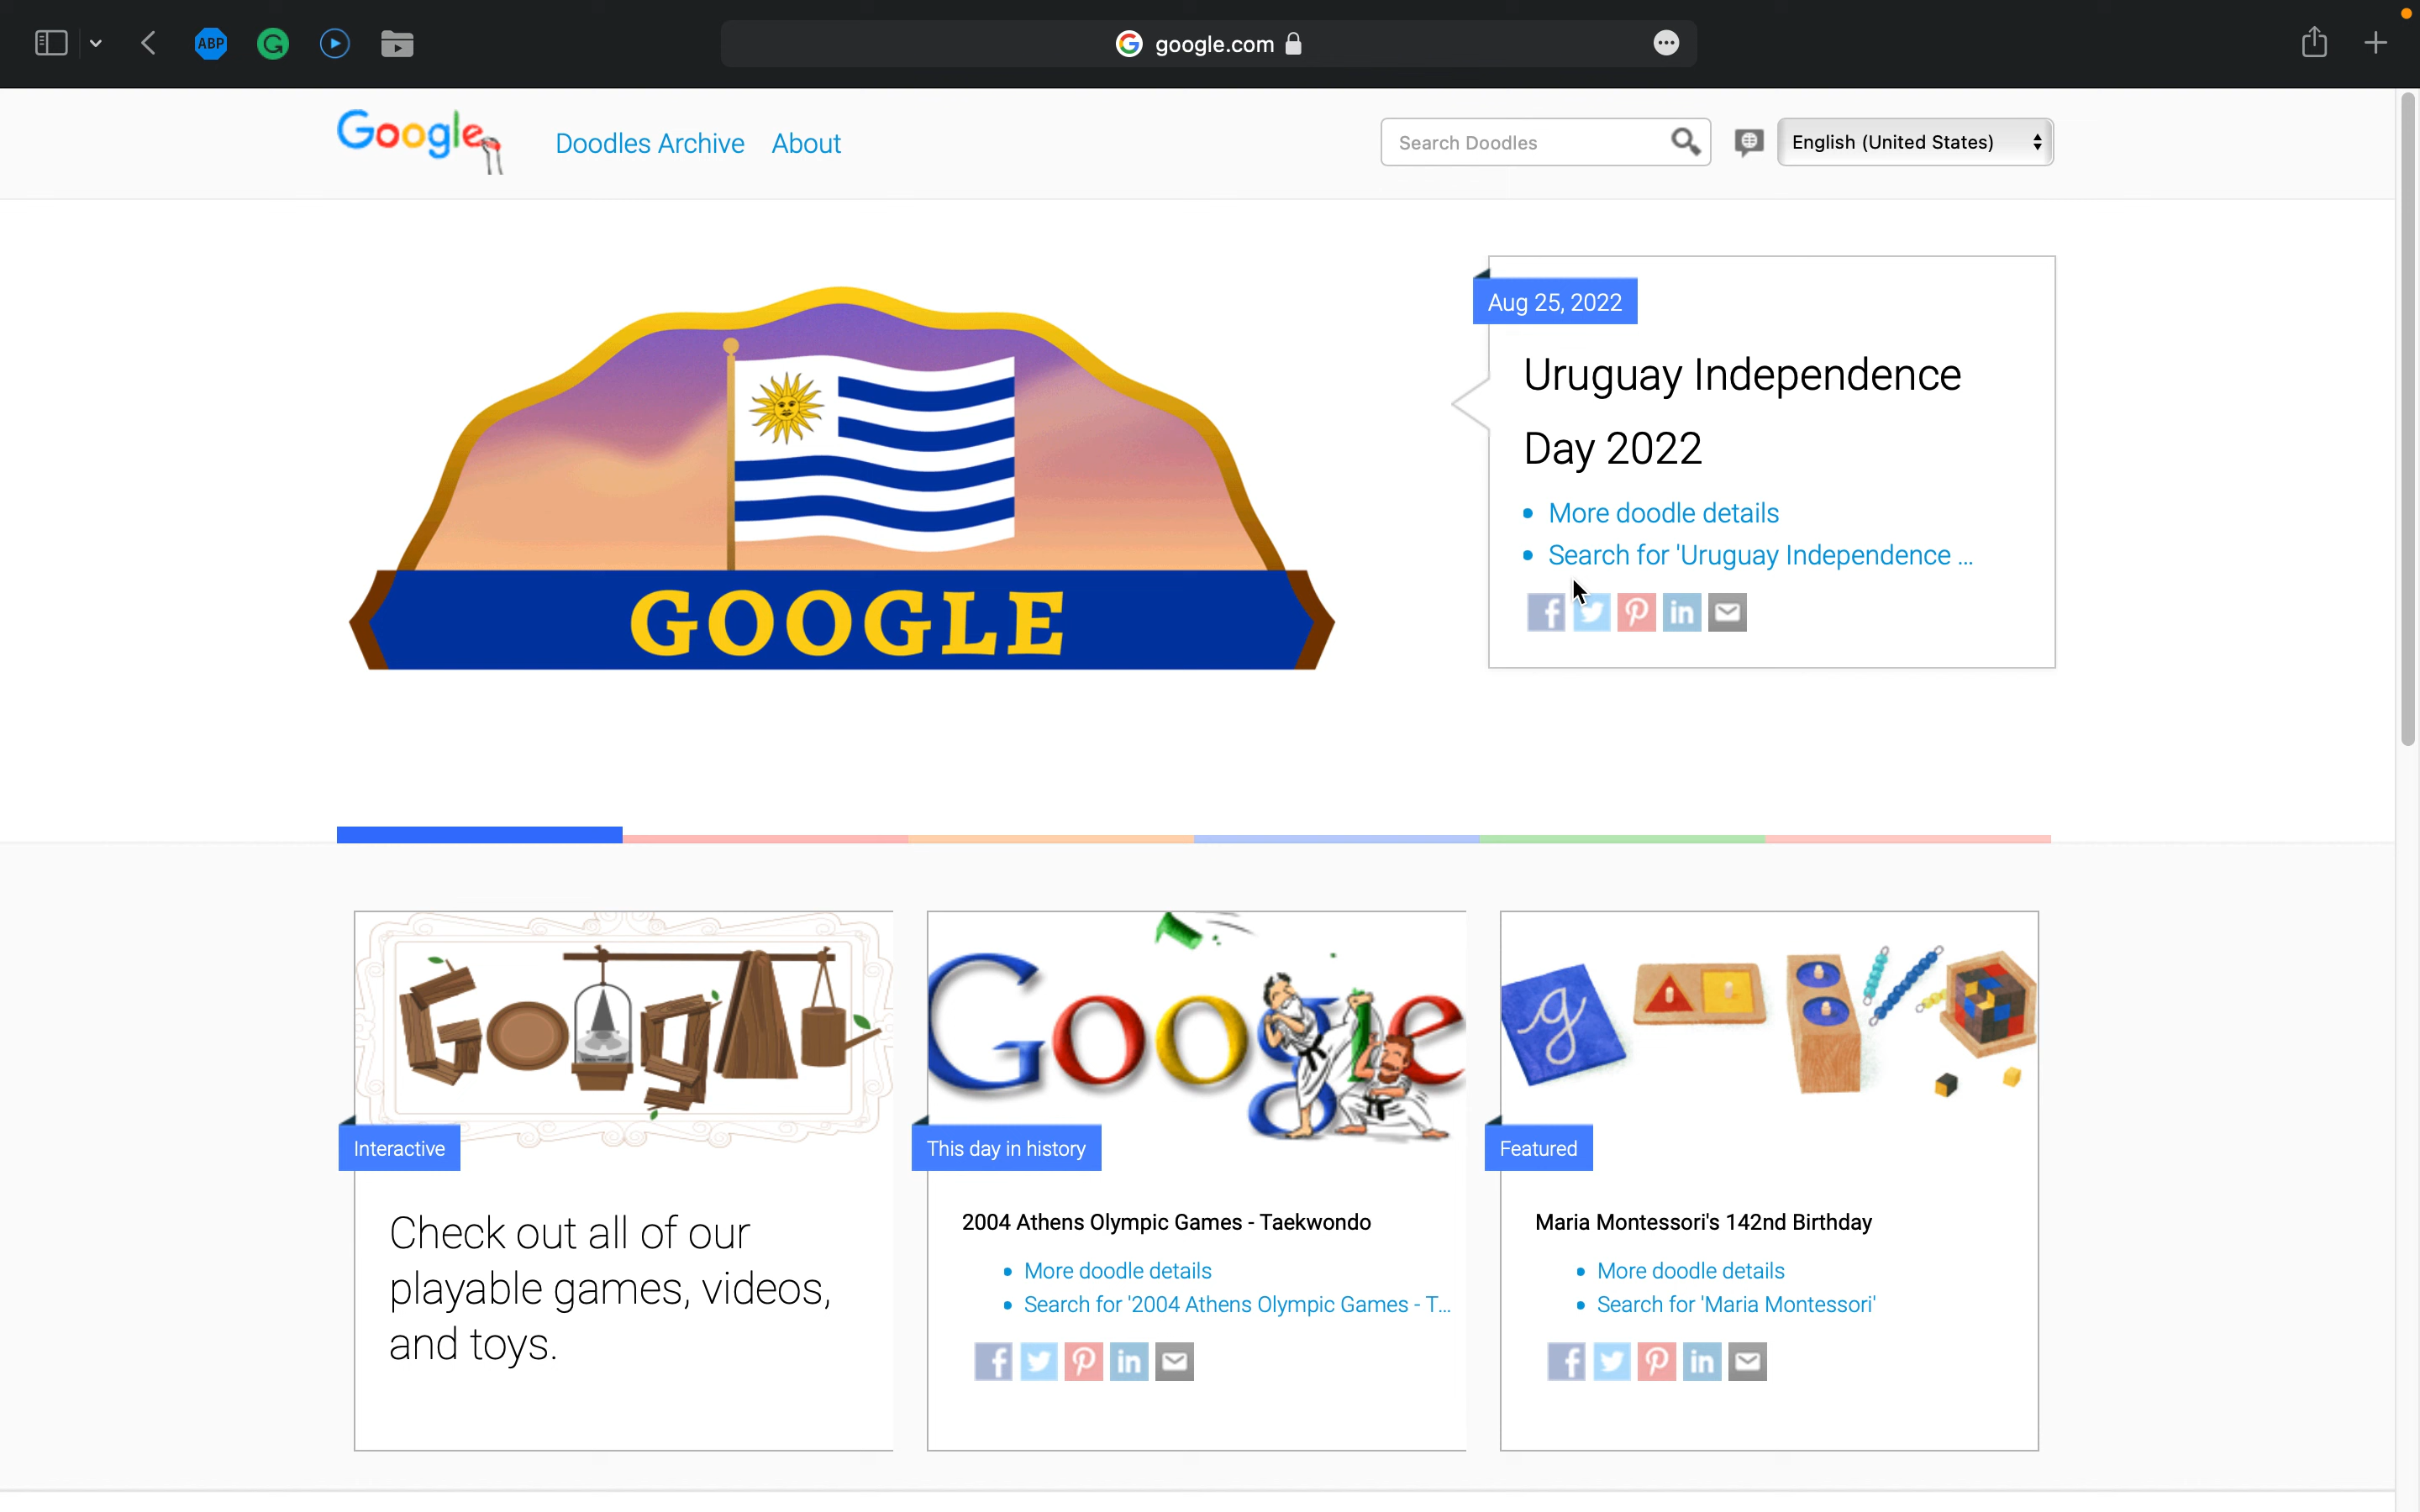 ABP
G
google.com
Google
Doodles Archive About
Search Doodles
English (United States)
Aug 25, 2022
Uruguay Independence
Day 2022
More doodle details
Search for 'Uruguay Independence ...
GOOGLE
Interactive
Check out all of our
playable games, videos,
and toys.
Google
This day in history
2004 Athens Olympic Games - Taekwondo
More doodle details
Search for '2004 Athens Olympic Games - T...
g
Featured
Maria Montessori's 142nd Birthday
More doodle details
Search for 'Maria Montessori'